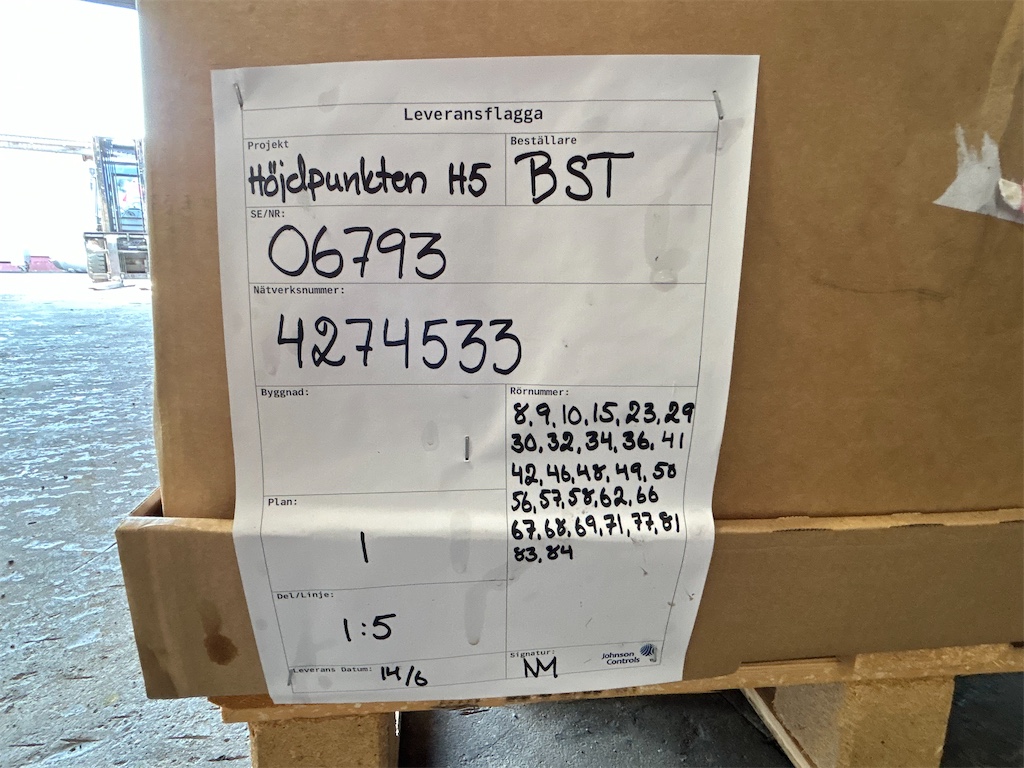 Leveransflagga
Projekt
Höjdpunkten H5
Beställare
BST
SE/NR:
06793
Nätverksnummer:
4274533
Byggnad:
1
Rörnummer:
8,9,10,15,23,29
30,32,34,36,41
42,46,48,49,50
56,57,58,62,66
67,68,69,71,77,81
83,84
Plan:
1
Del/Linje:
1:5
Leverans Datum:
14/6
Signatur:
NM
Johnson
Controls